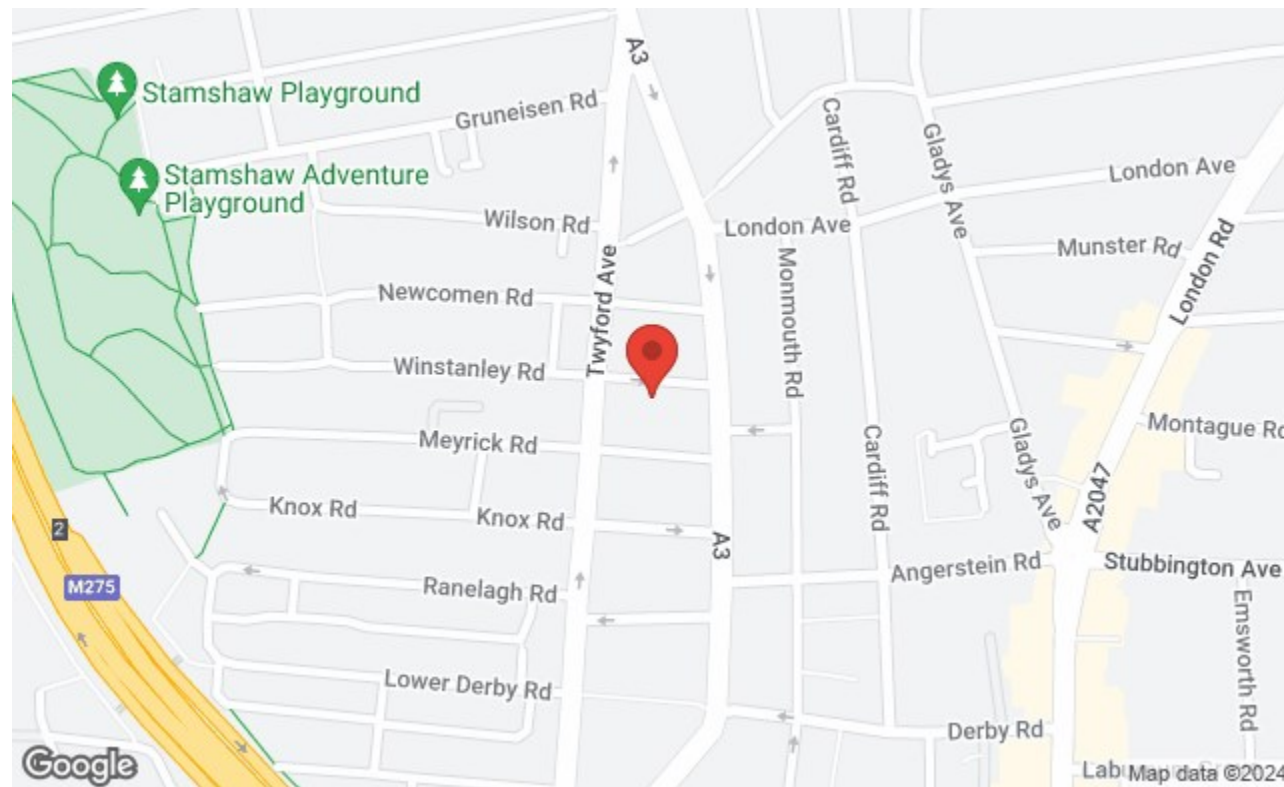 A3
Stamshaw Playground
Gruneisen Rd
Cardiff Rd
Gladys Ave
London Ave
Stamshaw Adventure
Playground
Wilson Rd
London Ave
Munster Rd
London Rd
Twyford Ave
Monmouth Rd
Newcomen Rd
Winstanley Rd
Meyrick Rd
Cardiff Rd
Gladys Ave
Montague Rd
A2047
Knox Rd
Knox Rd
A3
2
M275
Ranelagh Rd
Angerstein Rd
Stubbington Ave
Emsworth Rd
Lower Derby Rd
Derby Rd
Google
Map data ©2024